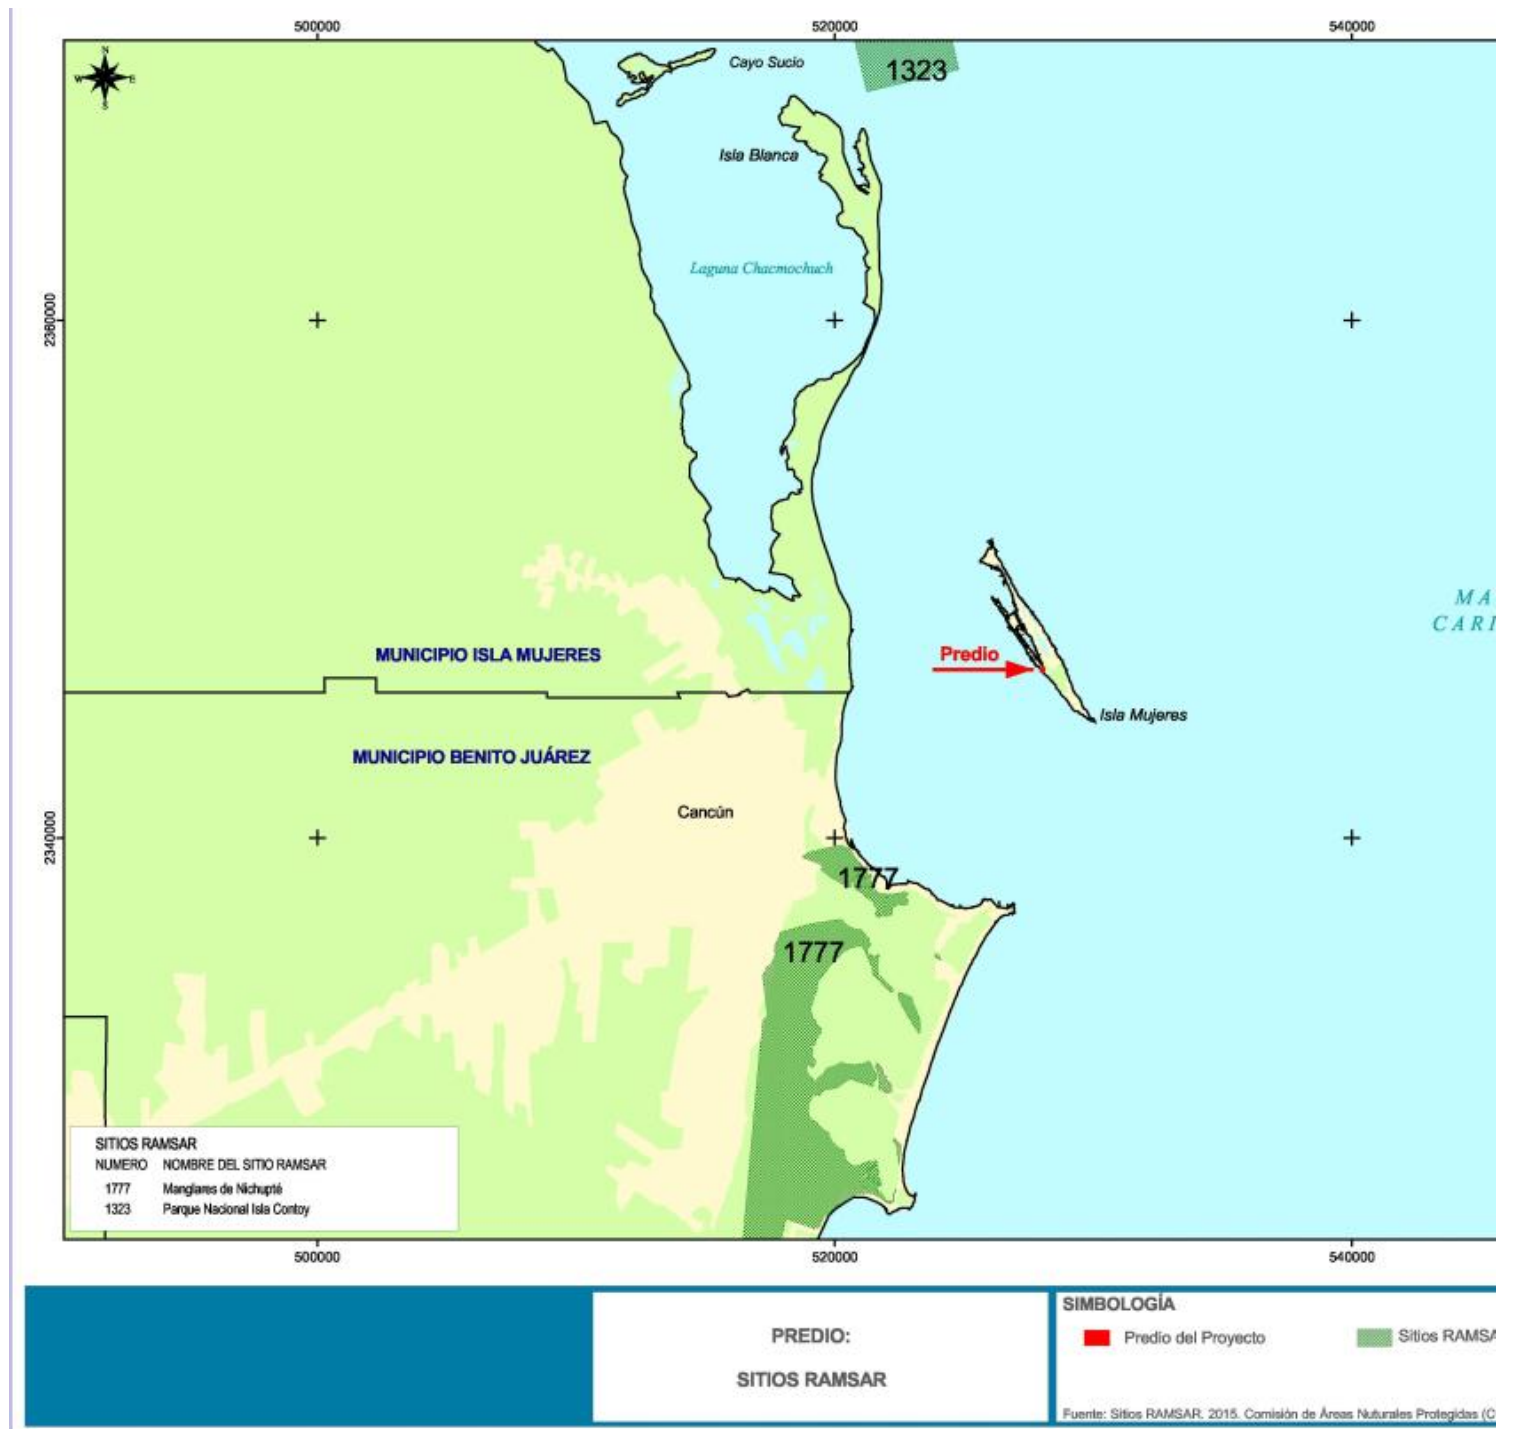 500000
520000
540000
N
W
E
S
Cayo Sucio
1323
Isla Blanca
Laguna Chacmochuch
2360000
MA
CARI
MUNICIPIO ISLA MUJERES
Predio
Isla Mujeres
MUNICIPIO BENITO JUÁREZ
Cancún
2340000
1777
1777
SITIOS RAMSAR
NUMERO NOMBRE DEL SITIO RAMSAR
1777 Manglares de Nichupté
1323 Parque Nacional Isla Contoy
500000
520000
540000
PREDIO:
SITIOS RAMSAR
SIMBOLOGÍA
Predio del Proyecto
Sitios RAMSA
Fuente: Sitios RAMSAR. 2015. Comisión de Áreas Nuturales Protegidas (C